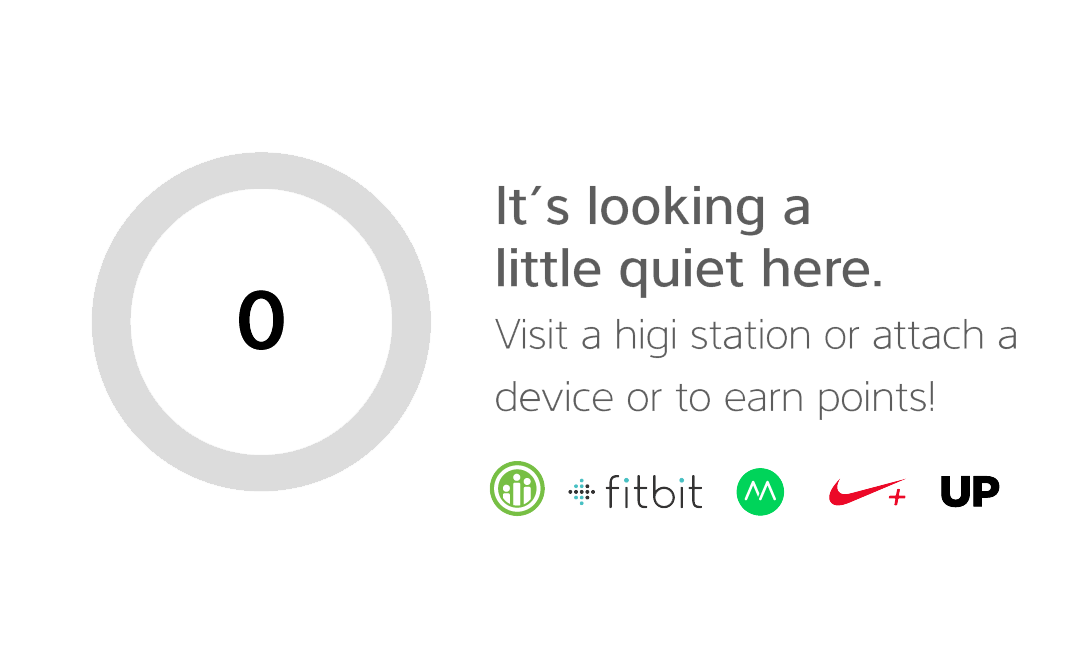 0
It´s looking a
little quiet here.
Visit a higi station or attach a
device or to earn points!
fitbit
+
UP